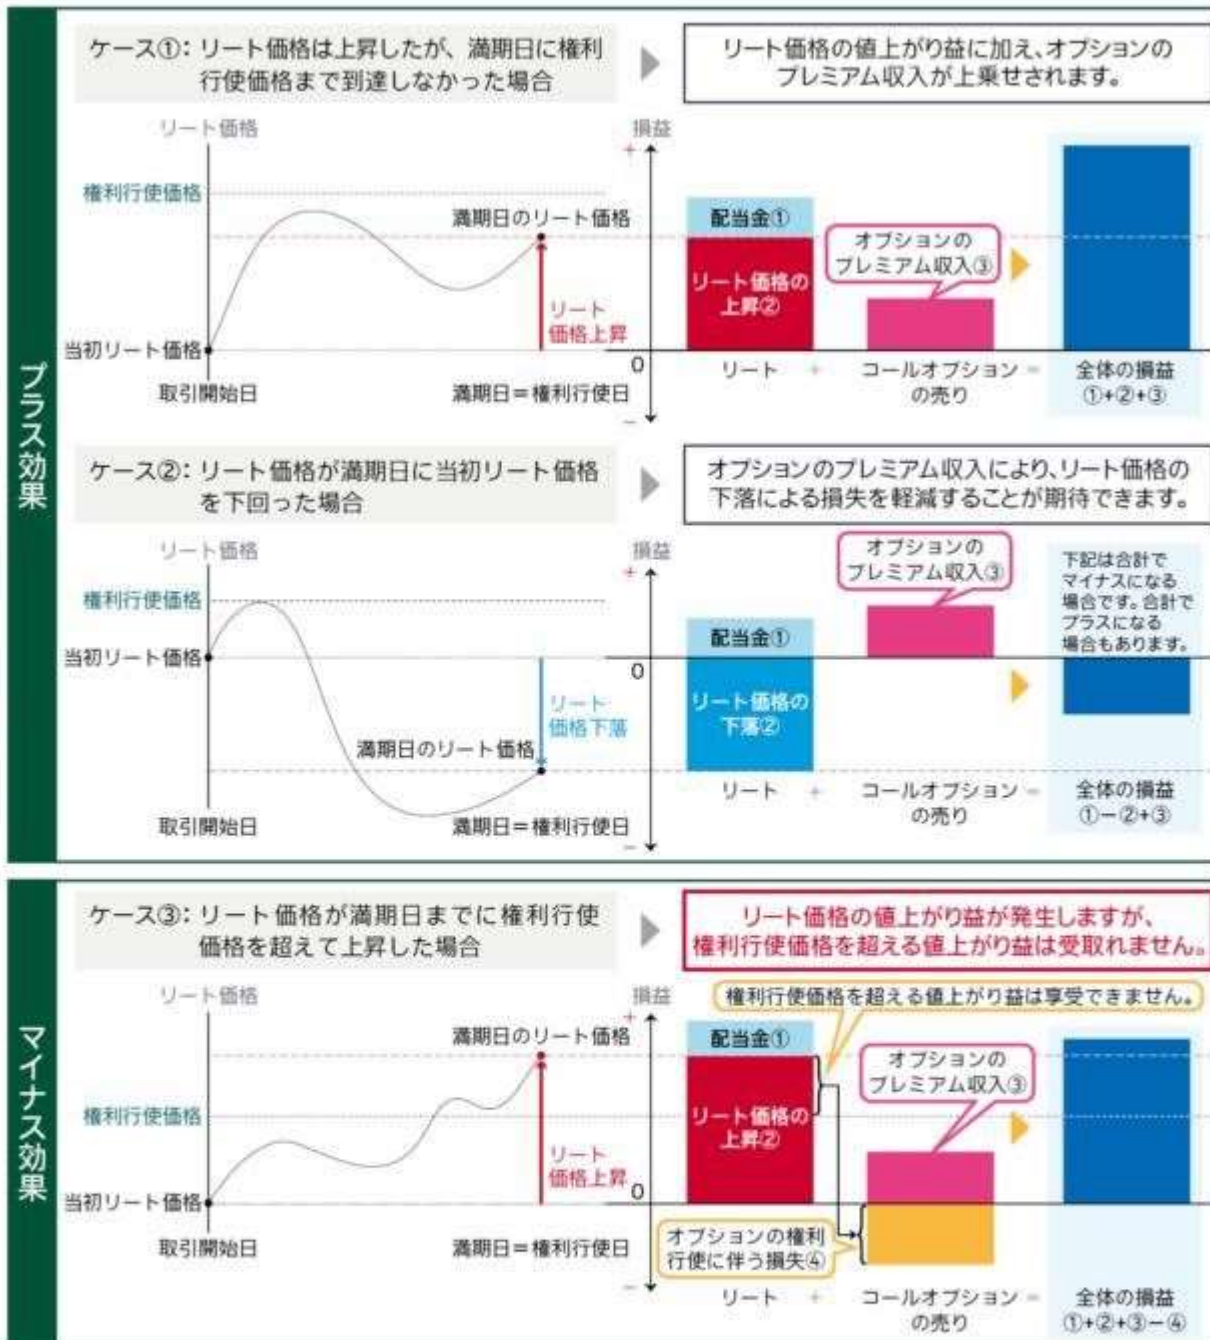 プラス効果
ケース①：リート価格は上昇したが、満期日に権利
行使価格まで到達しなかった場合
リート価格の値上がり益に加え、オプションの
プレミアム収入が上乗せされます。
リート価格
権利行使価格
満期日のリート価格
リート
価格上昇
当初リート価格
取引開始日
満期日＝権利行使日
損益
+
0
-
配当金①
リート価格の
上昇②
オプションの
プレミアム収入③
リート
+
コールオプション
の売り
=
全体の損益
①+②+③
ケース②：リート価格が満期日に当初リート価格
を下回った場合
オプションのプレミアム収入により、リート価格の
下落による損失を軽減することが期待できます。
リート価格
権利行使価格
当初リート価格
リート
価格下落
満期日のリート価格
取引開始日
満期日＝権利行使日
損益
+
0
-
配当金①
リート価格の
下落②
オプションの
プレミアム収入③
下記は合計で
マイナスになる
場合です。合計で
プラスになる
場合もあります。
リート
+
コールオプション
の売り
=
全体の損益
①－②+③
マイナス効果
ケース③：リート価格が満期日までに権利行使
価格を超えて上昇した場合
リート価格の値上がり益が発生しますが、
権利行使価格を超える値上がり益は受取れません。
リート価格
満期日のリート価格
権利行使価格
リート
価格上昇
当初リート価格
取引開始日
満期日＝権利行使日
損益
+
0
-
権利行使価格を超える値上がり益は享受できません。
配当金①
リート価格の
上昇②
オプションの
プレミアム収入③
オプションの権利
行使に伴う損失④
リート
+
コールオプション
の売り
=
全体の損益
①+②+③－④